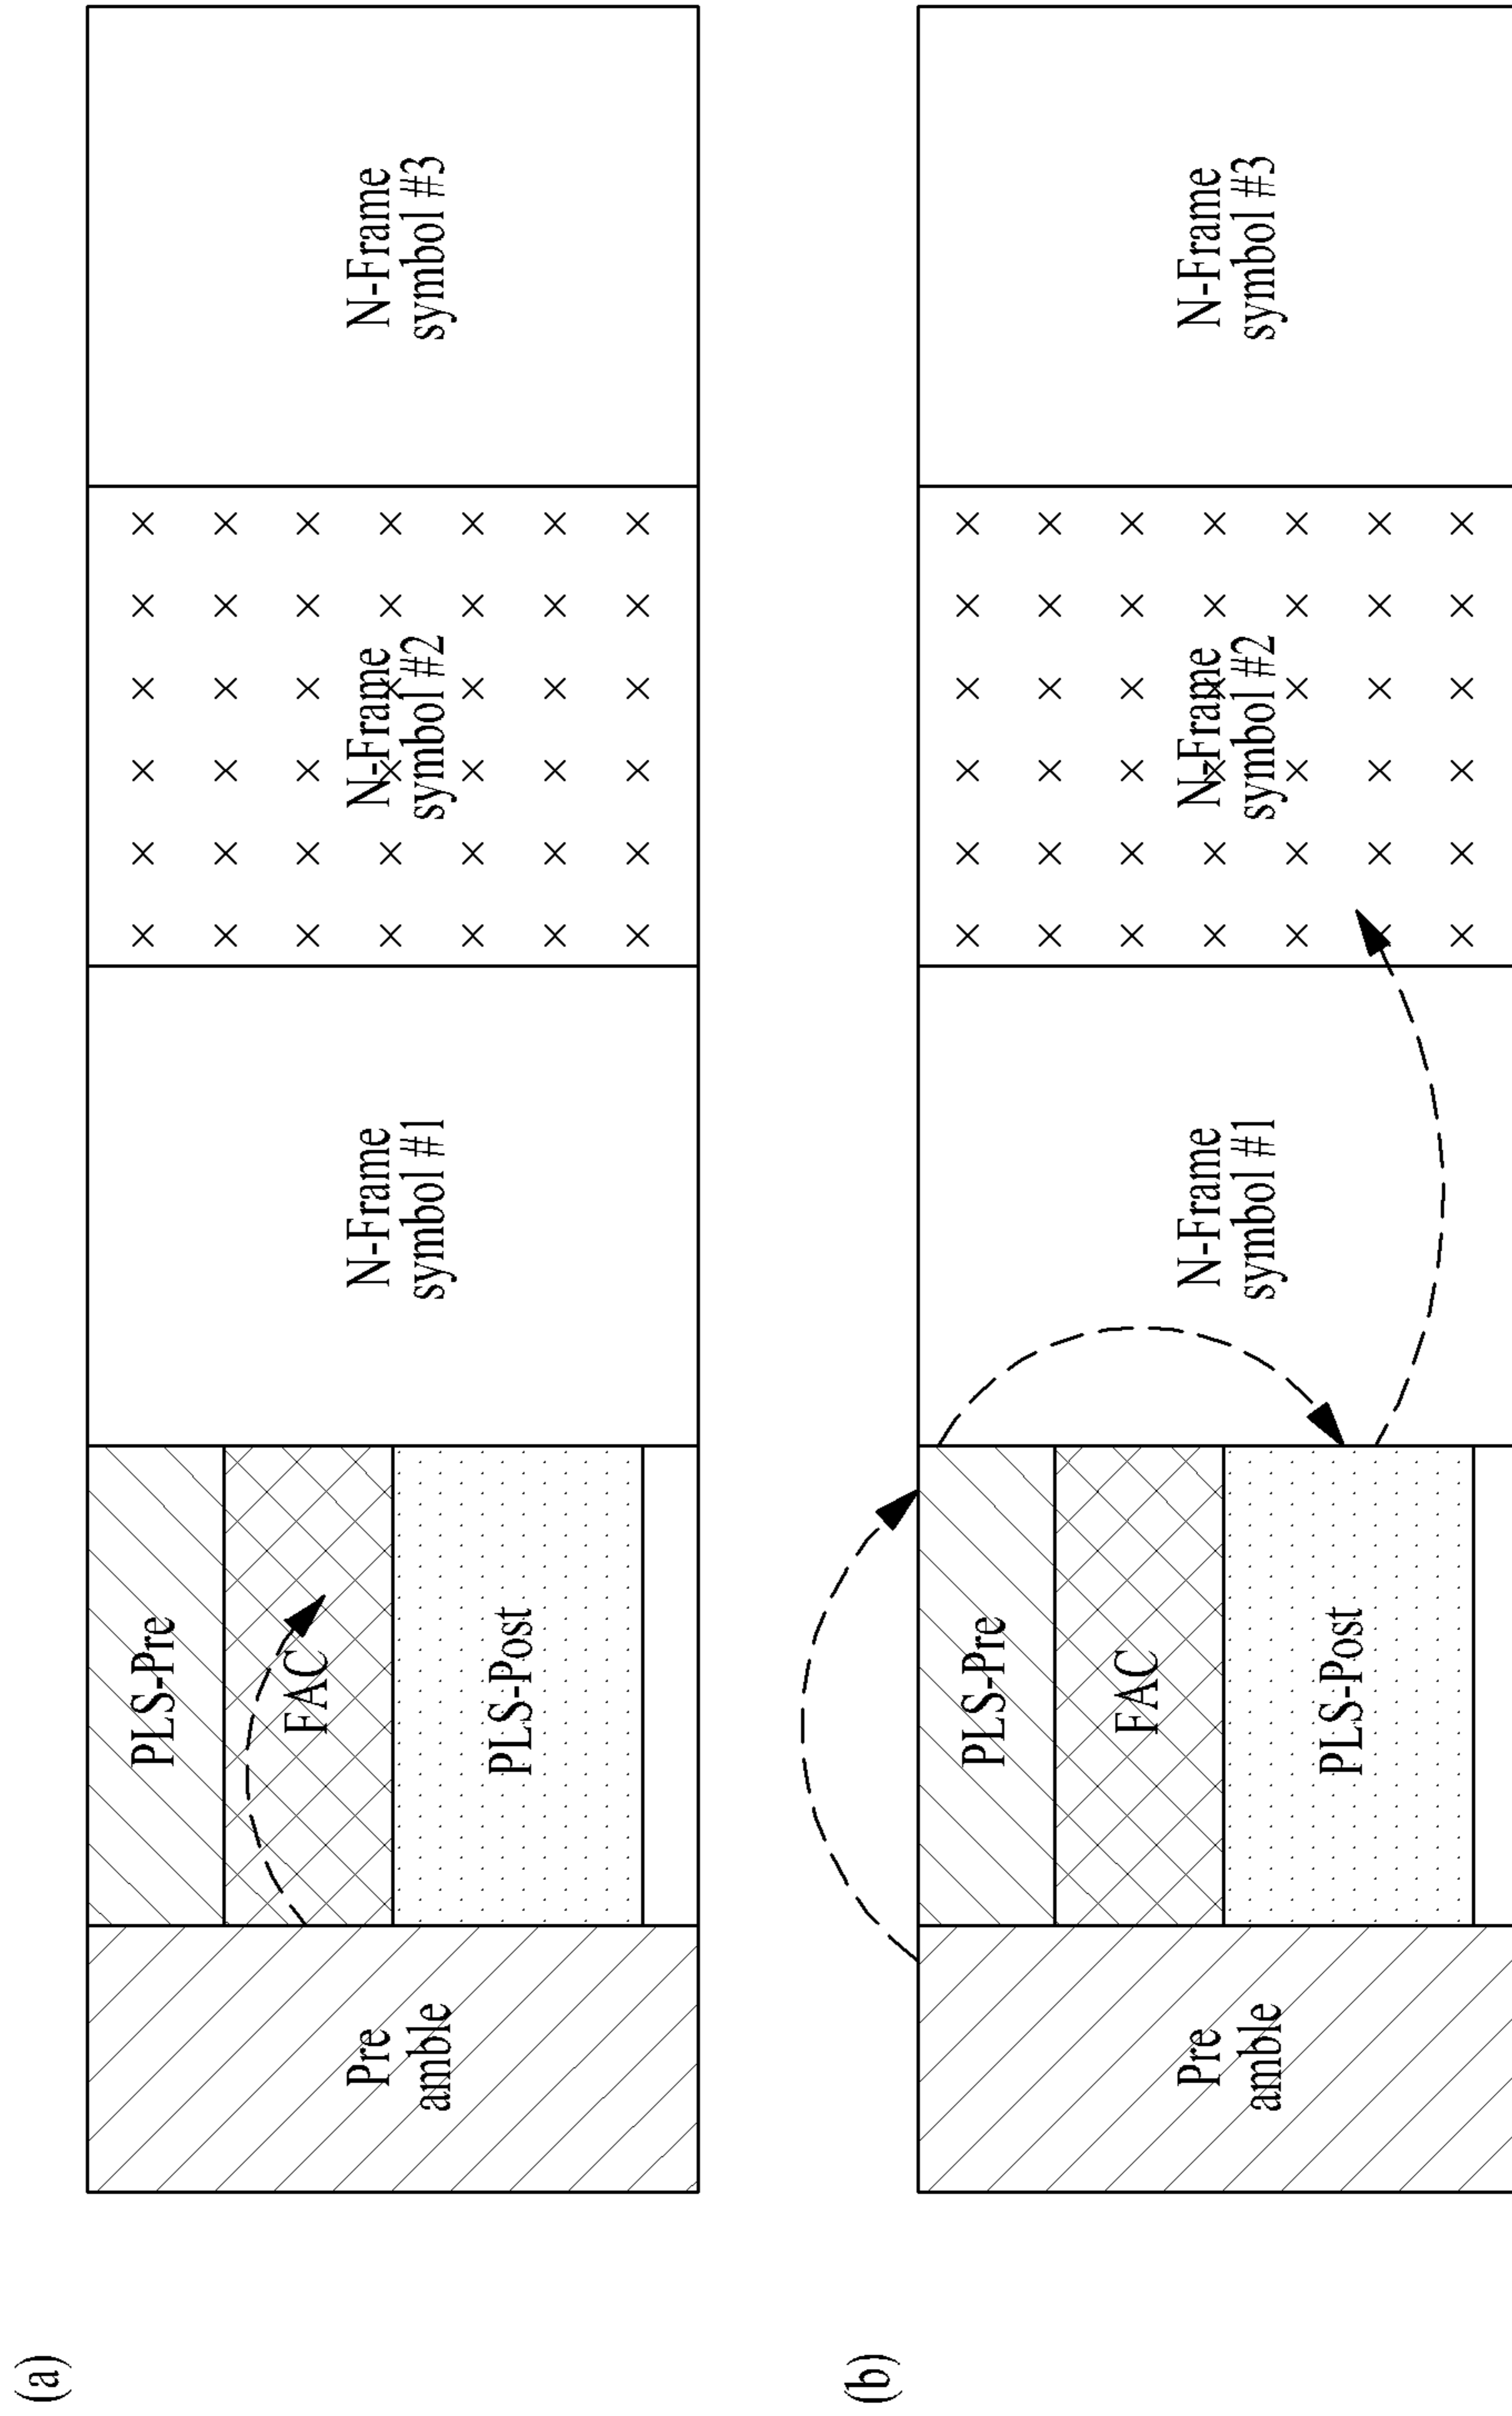 (a)
Pre
amble
PLS-Pre
FAC
PLS-Post
N-Frame
symbol #1
N-Frame
symbol #2
N-Frame
symbol #3
(b)
Pre
amble
PLS-Pre
FAC
PLS-Post
N-Frame
symbol #1
N-Frame
symbol #2
N-Frame
symbol #3